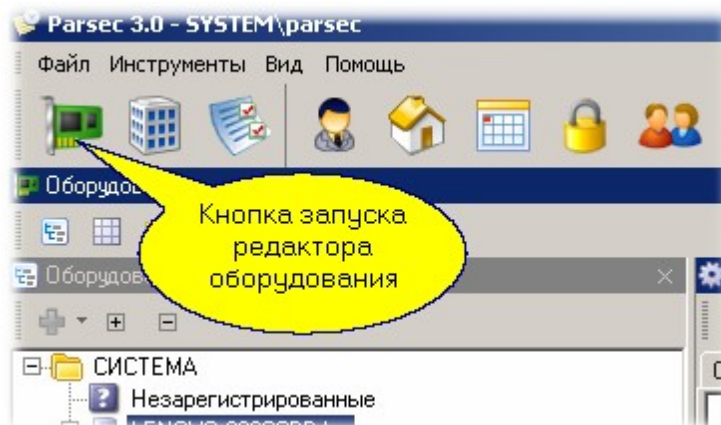 Parsec 3.0 - SYSTEM\parsec
Файл Инструменты Вид Помощь
Кнопка запуска
редактора
оборудования
СИСТЕМА
Незарегистрированные